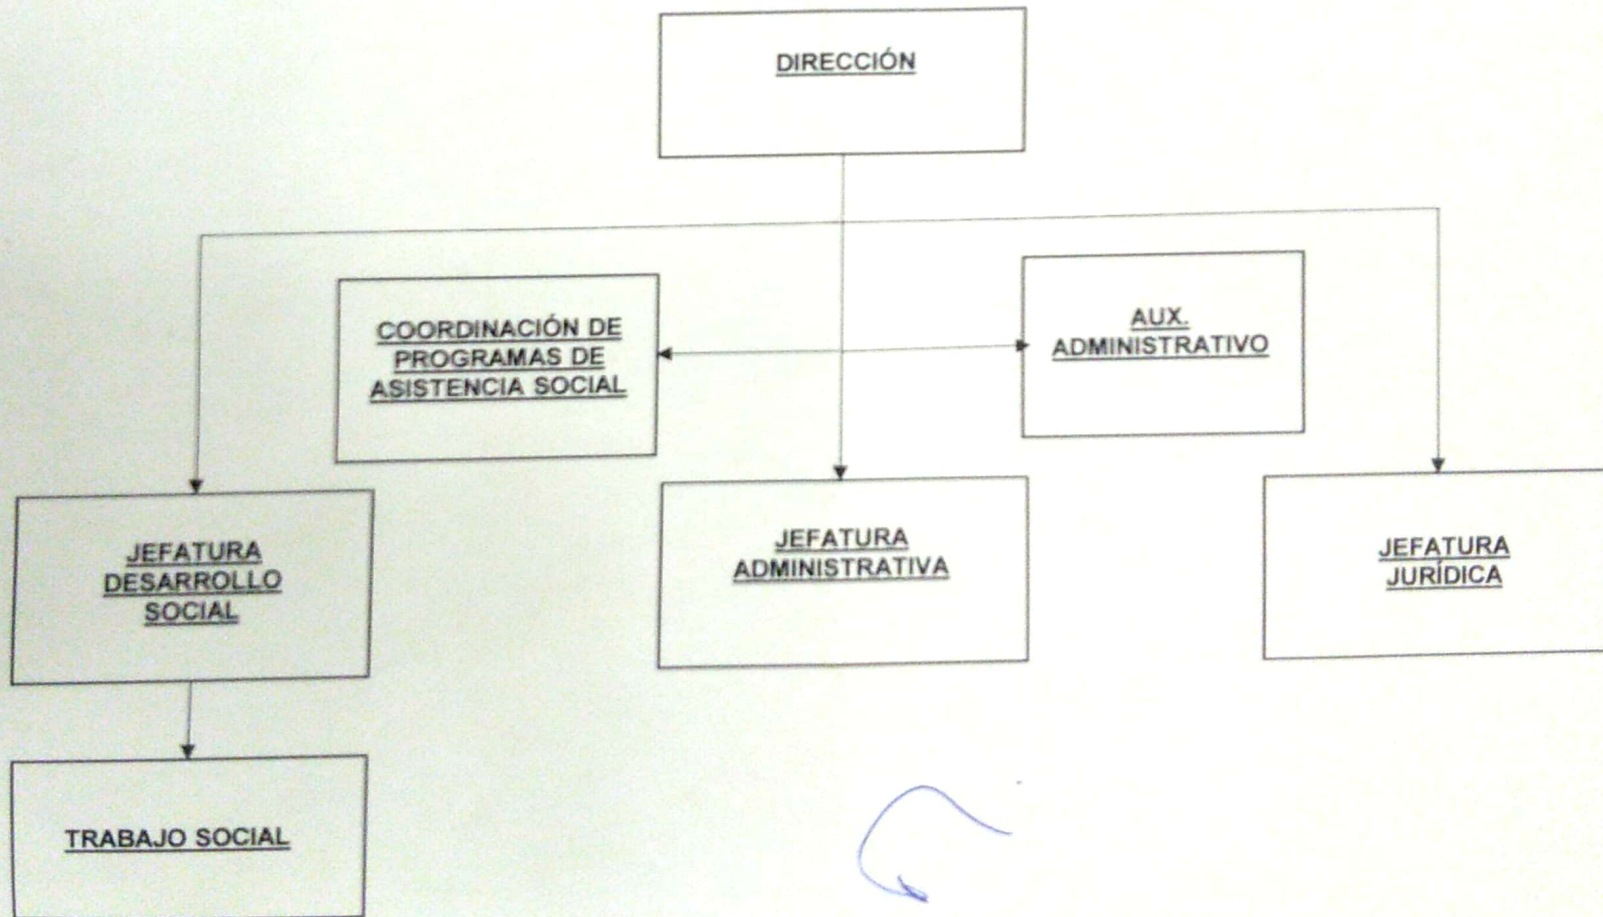 DIRECCIÓN
COORDINACIÓN DE
PROGRAMAS DE
ASISTENCIA SOCIAL
AUX.
ADMINISTRATIVO
JEFATURA
DESARROLLO
SOCIAL
JEFATURA
ADMINISTRATIVA
JEFATURA
JURÍDICA
TRABAJO SOCIAL